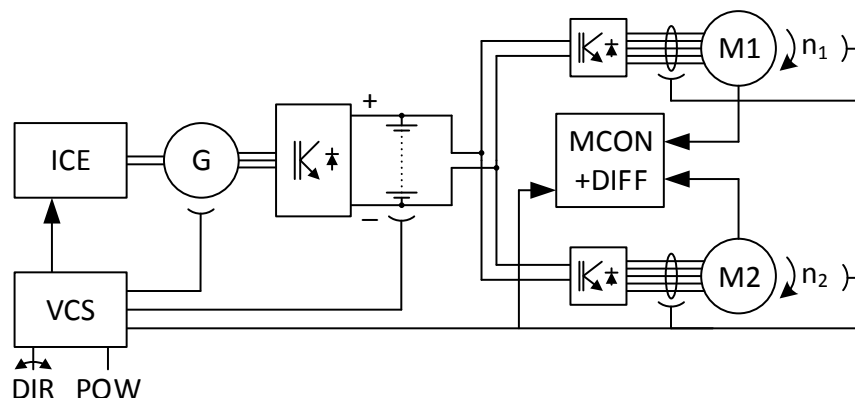 M1
n₁
+
MCON
+DIFF
ICE
G
–
M2
n₂
VCS
DIR POW